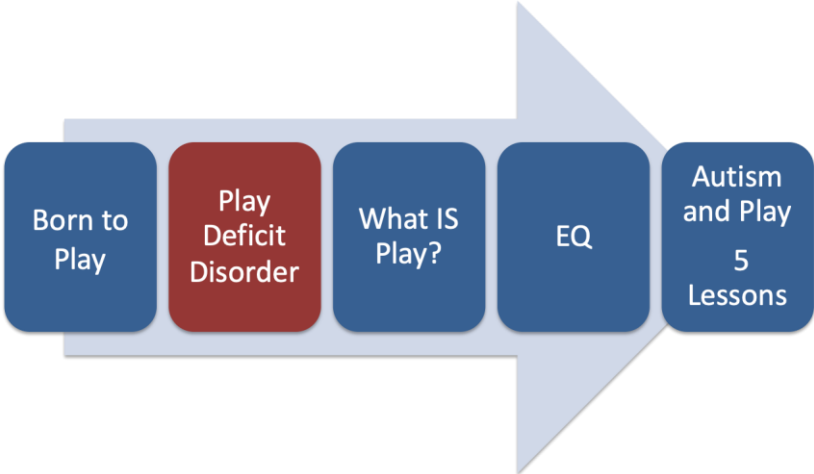 Born to
Play
Play
Deficit
Disorder
What IS
Play?
EQ
Autism
and Play
5
Lessons